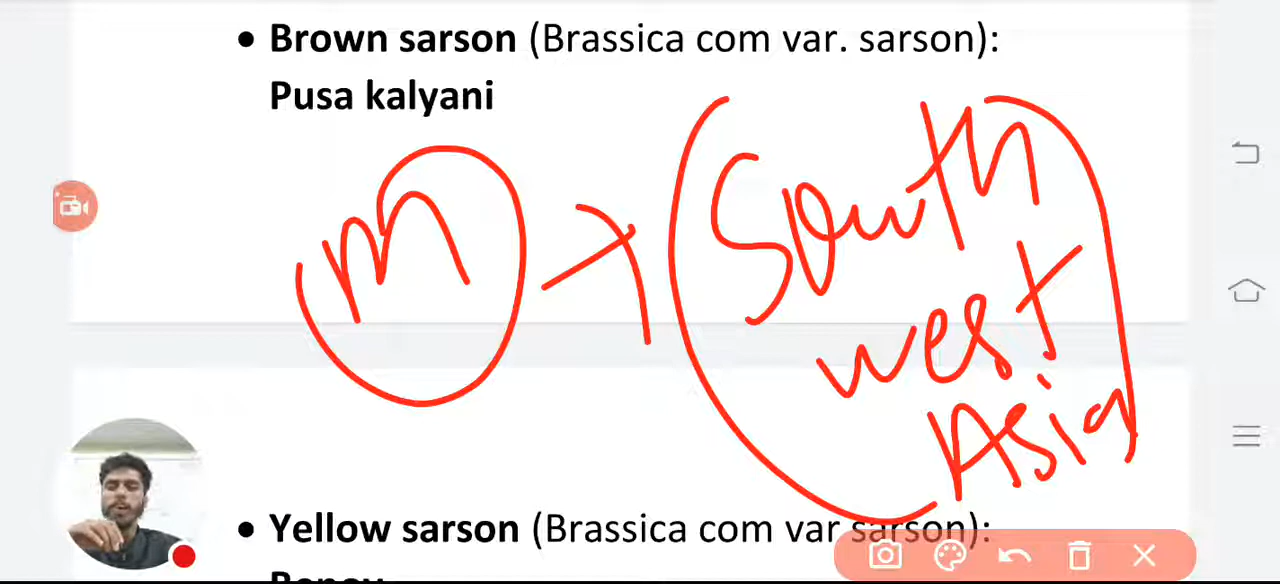 • Brown sarson (Brassica com var. sarson):
Pusa kalyani
m → (South
west
Asia
• Yellow sarson (Brassica com var sarson):